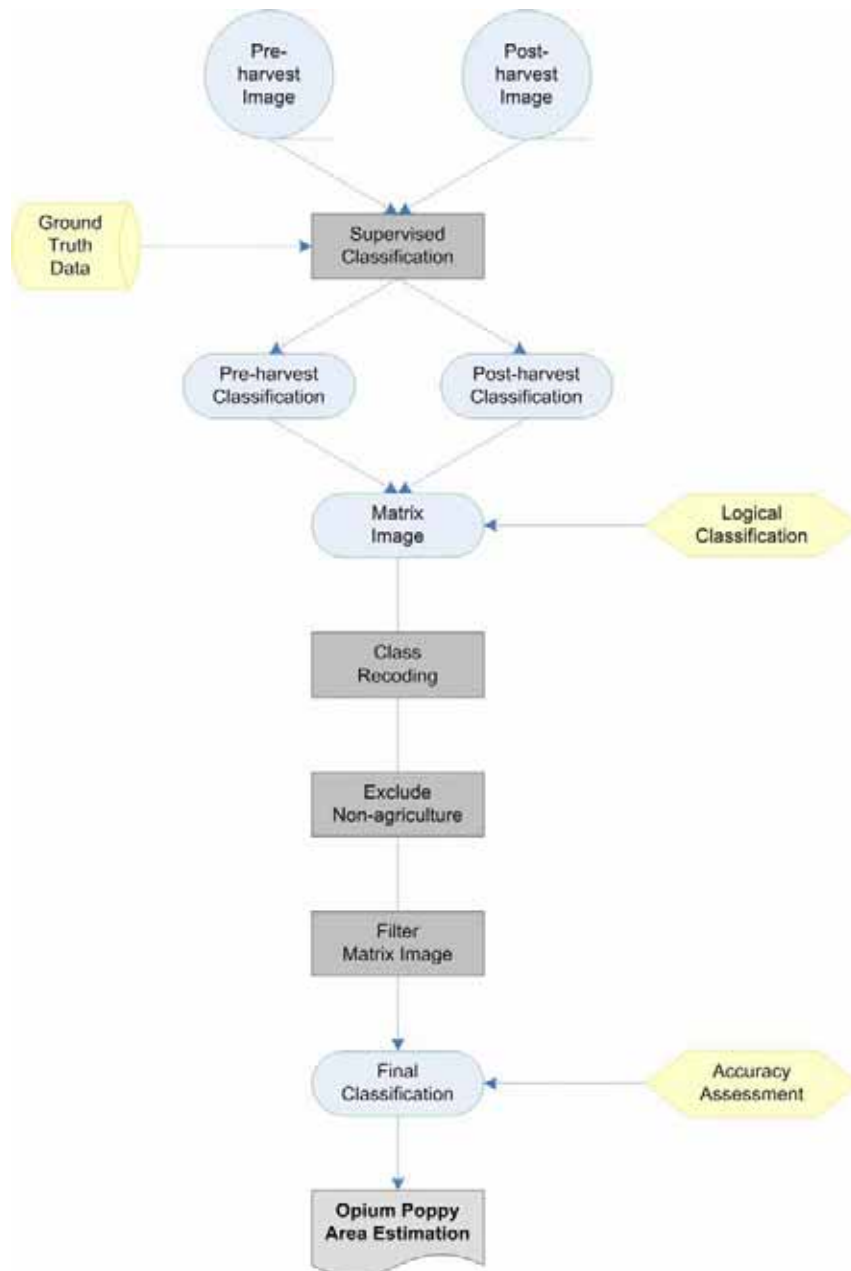 Pre-
harvest
Image
Post-
harvest
Image
Ground
Truth
Data
Supervised
Classification
Pre-harvest
Classification
Post-harvest
Classification
Matrix
Image
Logical
Classification
Class
Recoding
Exclude
Non-agriculture
Filter
Matrix Image
Final
Classification
Accuracy
Assessment
Opium Poppy
Area Estimation